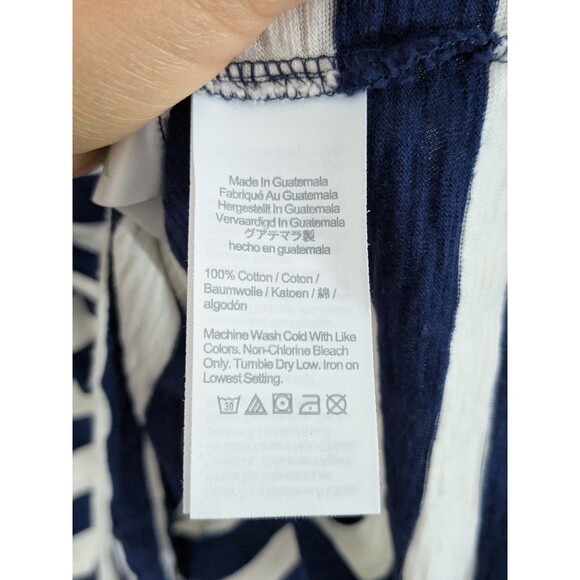 Made In Guatemala
Fabriqué Au Guatemala
Hergestellt In Guatemala
Vervaardigd In Guatemala
グアテマラ製
hecho en guatemala
100% Cotton / Coton /
Baumwolle / Katoen / 綿 /
algodón
Machine Wash Cold With Like
Colors. Non-Chlorine Bleach
Only. Tumble Dry Low. Iron on
Lowest Setting.
30